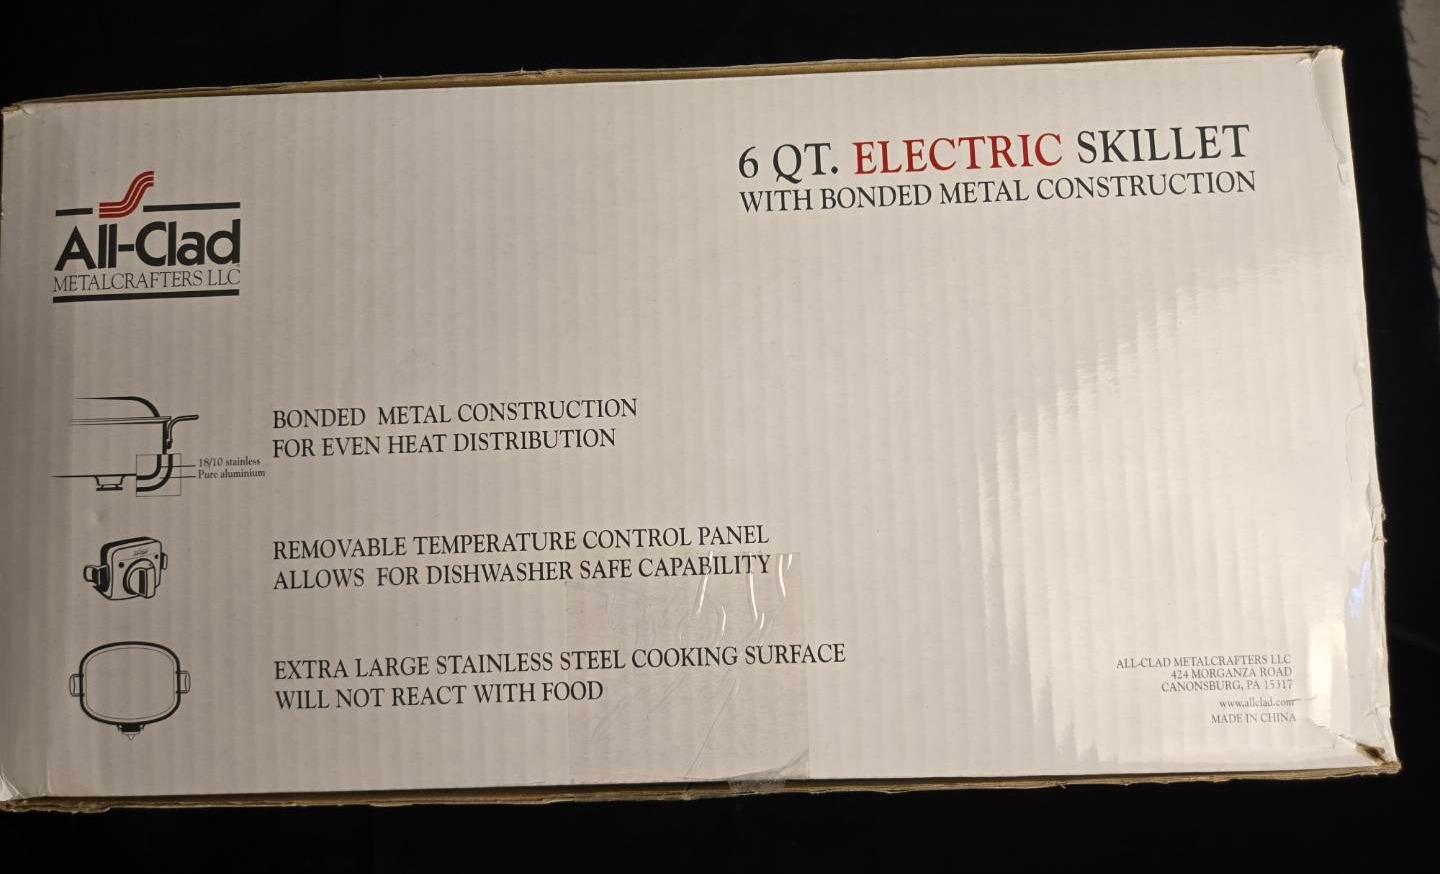 All-Clad
METALCRAFTERS LLC
6 QT. ELECTRIC SKILLET
WITH BONDED METAL CONSTRUCTION
18/10 stainless
Pure aluminium
BONDED METAL CONSTRUCTION
FOR EVEN HEAT DISTRIBUTION
REMOVABLE TEMPERATURE CONTROL PANEL
ALLOWS FOR DISHWASHER SAFE CAPABILITY
EXTRA LARGE STAINLESS STEEL COOKING SURFACE
WILL NOT REACT WITH FOOD
ALL-CLAD METALCRAFTERS LLC
424 MORGANZA ROAD
CANONSBURG, PA 15317
www.allclad.com
MADE IN CHINA